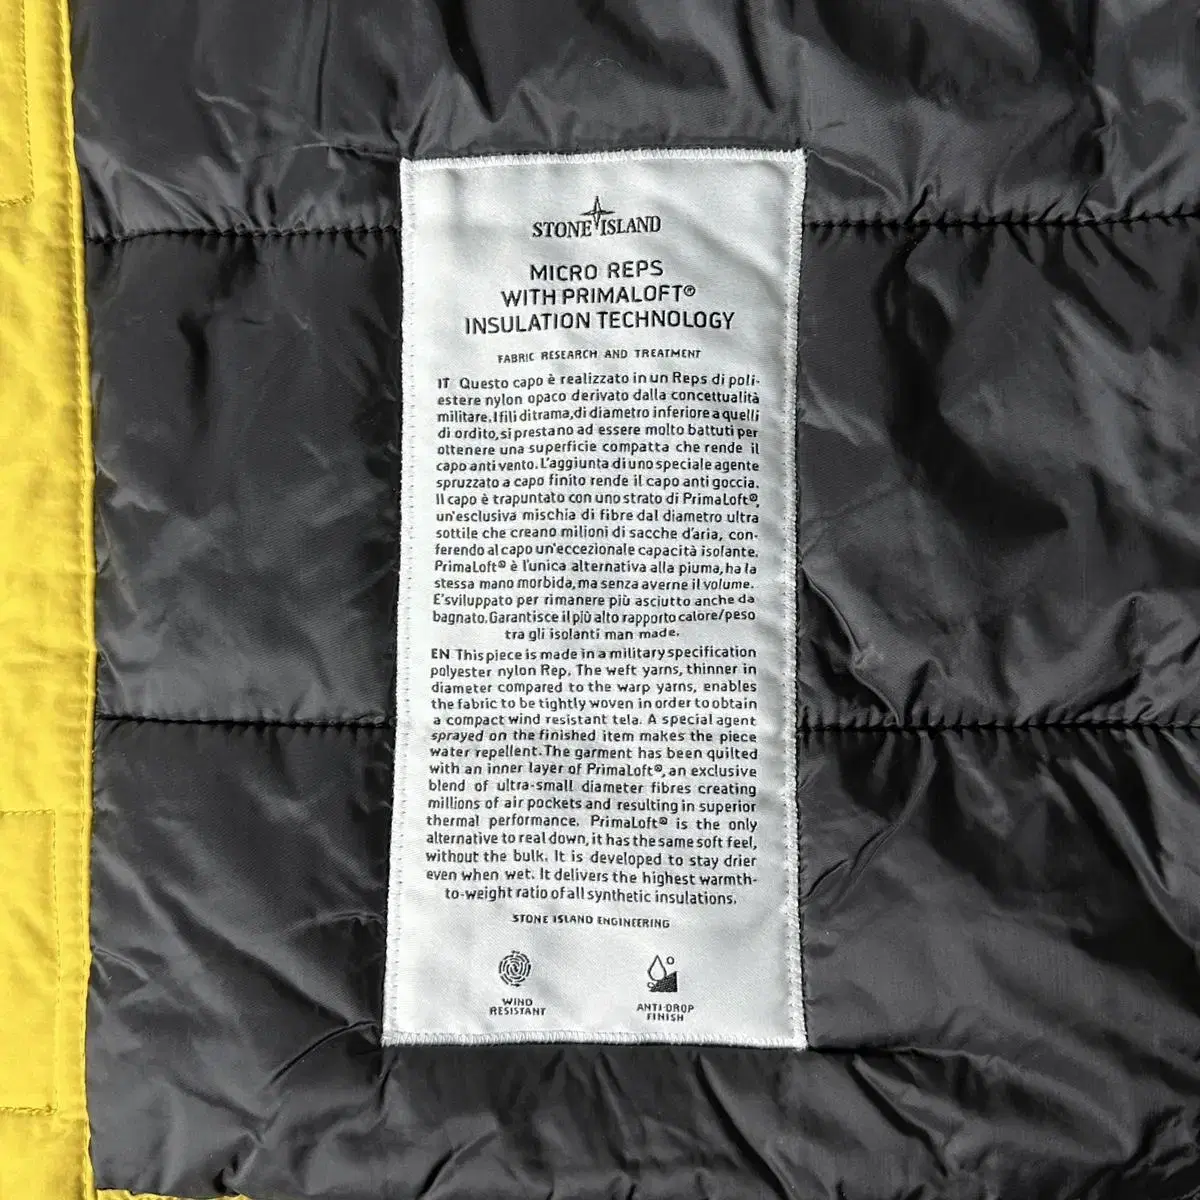 STONE ISLAND
MICRO REPS
WITH PRIMALOFT®
INSULATION TECHNOLOGY
FABRIC RESEARCH AND TREATMENT
IT Questo capo è realizzato in un Reps di poli-
estere nylon opaco derivato dalla concettualità
militare. I fili di trama, di diametro inferiore a quelli
di ordito, si prestano ad essere molto battuti per
ottenere una superficie compatta che rende il
capo anti vento. L'aggiunta di uno speciale agente
spruzzato a capo finito rende il capo anti goccia.
Il capo è trapuntato con uno strato di PrimaLoft®,
un'esclusiva mischia di fibre dal diametro ultra
sottile che creano milioni di sacche d'aria, con-
ferendo al capo un'eccezionale capacità isolante.
PrimaLoft® è l'unica alternativa alla piuma, ha la
stessa mano morbida, ma senza averne il volume.
E'sviluppato per rimanere più asciutto anche da
bagnato. Garantisce il più alto rapporto calore/peso
tra gli isolanti man made.
EN This piece is made in a military specification
polyester nylon Rep. The weft yarns, thinner in
diameter compared to the warp yarns, enables
the fabric to be tightly woven in order to obtain
a compact wind resistant tela. A special agent
sprayed on the finished item makes the piece
water repellent. The garment has been quilted
with an inner layer of PrimaLoft®, an exclusive
blend of ultra-small diameter fibres creating
millions of air pockets and resulting in superior
thermal performance. PrimaLoft® is the only
alternative to real down, it has the same soft feel,
without the bulk. It is developed to stay drier
even when wet. It delivers the highest warmth-
to-weight ratio of all synthetic insulations.
STONE ISLAND ENGINEERING
WIND
RESISTANT
ANTI-DROP
FINISH